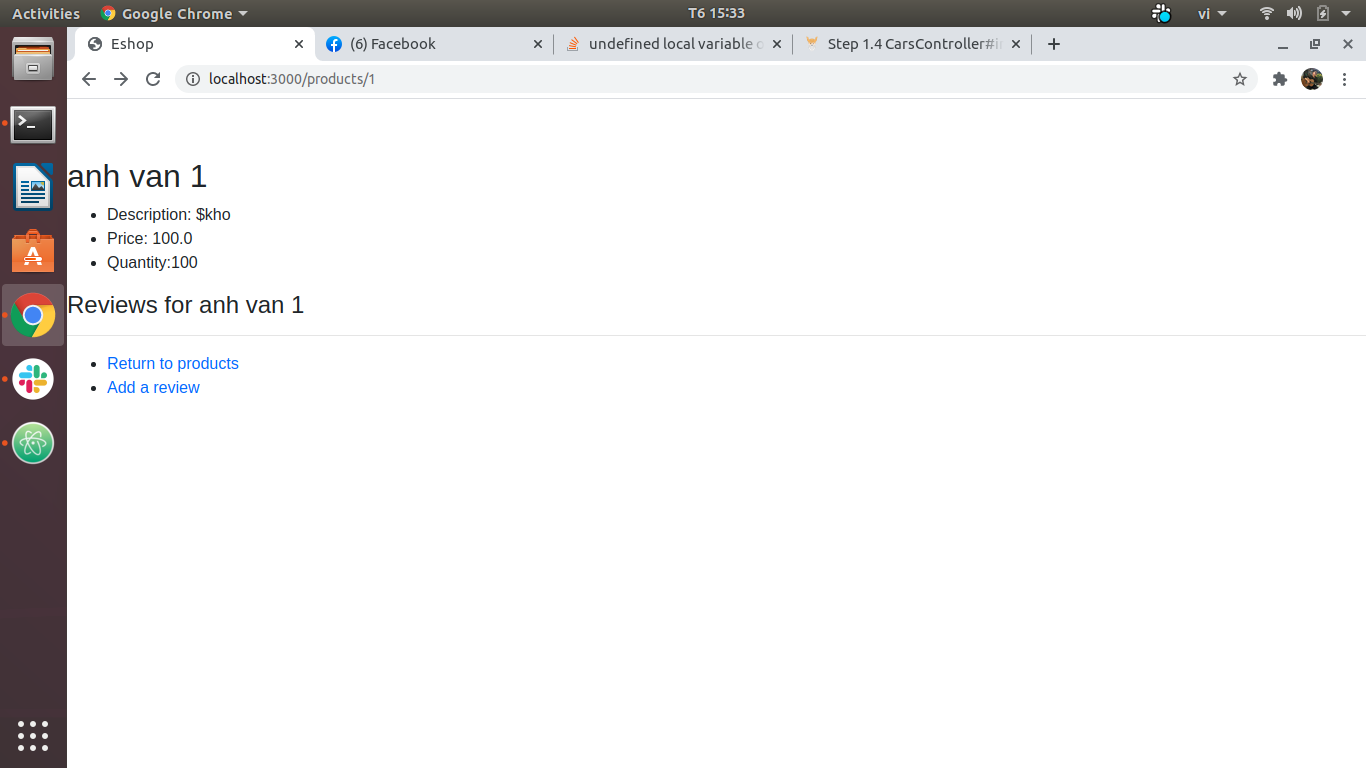 Activities Google Chrome T6 15:33 vi
Eshop (6) Facebook undefined local variable Step 1.4 CarsController#i
localhost:3000/products/1
anh van 1
Description: $kho
Price: 100.0
Quantity:100
Reviews for anh van 1
Return to products
Add a review